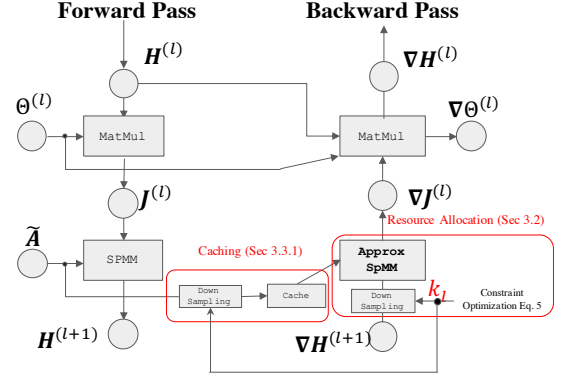 Forward Pass
Backward Pass
H^(l)
∇H^(l)
Θ^(l)
∇Θ^(l)
MatMul
MatMul
J^(l)
∇J^(l)
Resource Allocation (Sec 3.2)
Ã
SPMM
Caching (Sec 3.3.1)
Approx
SpMM
Down
Sampling
Cache
Down
Sampling
k_l
Constraint
Optimization Eq. 5
H^(l+1)
∇H^(l+1)